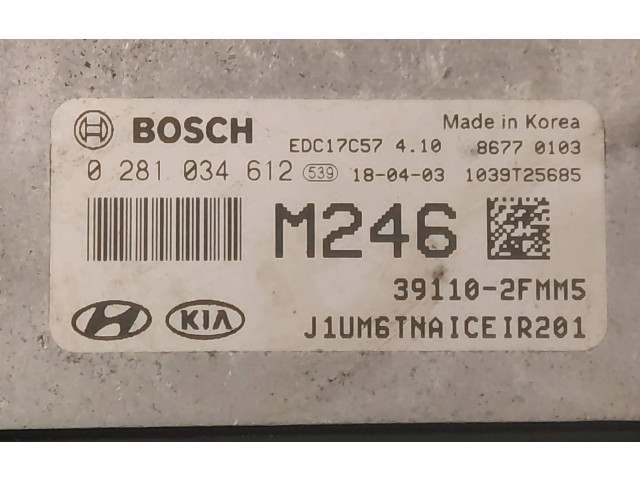 BOSCH EDC17C57 4.10 Made in Korea
8677 0103
0 281 034 612 539 18-04-03 1039T25685
M246
39110-2FMM5
KIA J1UM6TNAICEIR201